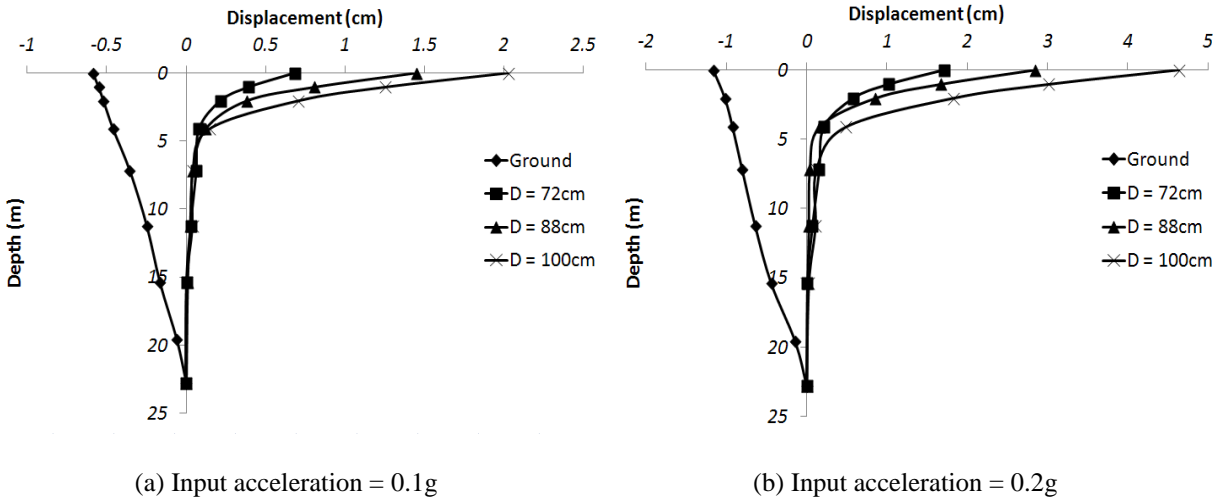 Displacement (cm)
-1 -0.5 0 0.5 1 1.5 2 2.5
0
5
10
15
20
25
Depth (m)
Ground
D = 72cm
D = 88cm
D = 100cm
(a) Input acceleration = 0.1g
Displacement (cm)
-2 -1 0 1 2 3 4 5
0
5
10
15
20
25
Depth (m)
Ground
D = 72cm
D = 88cm
D = 100cm
(b) Input acceleration = 0.2g